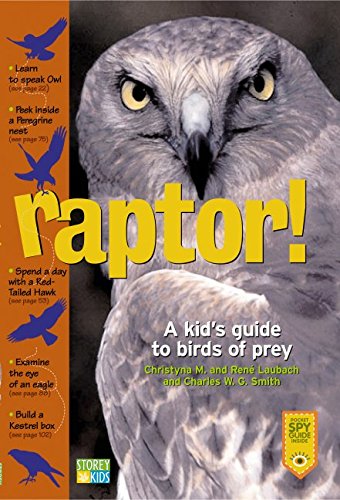 • Learn
to speak Owl
(see page 22)
• Peek inside
a Peregrine
nest
(see page 75)
raptor!
• Spend a day
with a Red-
Tailed Hawk
(see page 53)
A kid's guide
to birds of prey
Christyna M. and René Laubach
and Charles W. G. Smith
• Examine
the eye
of an eagle
(see page 88)
• Build a
Kestrel box
(see page 102)
STOREY
KIDS
POCKET
SPY
GUIDE
INSIDE